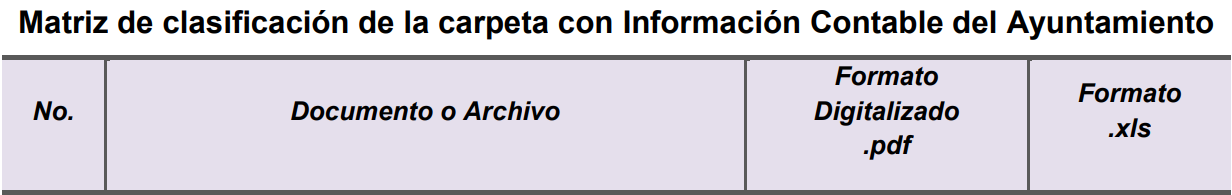 Matriz de clasificación de la carpeta con Información Contable del Ayuntamiento
No.
Documento o Archivo
Formato
Digitalizado
.pdf
Formato
.xls